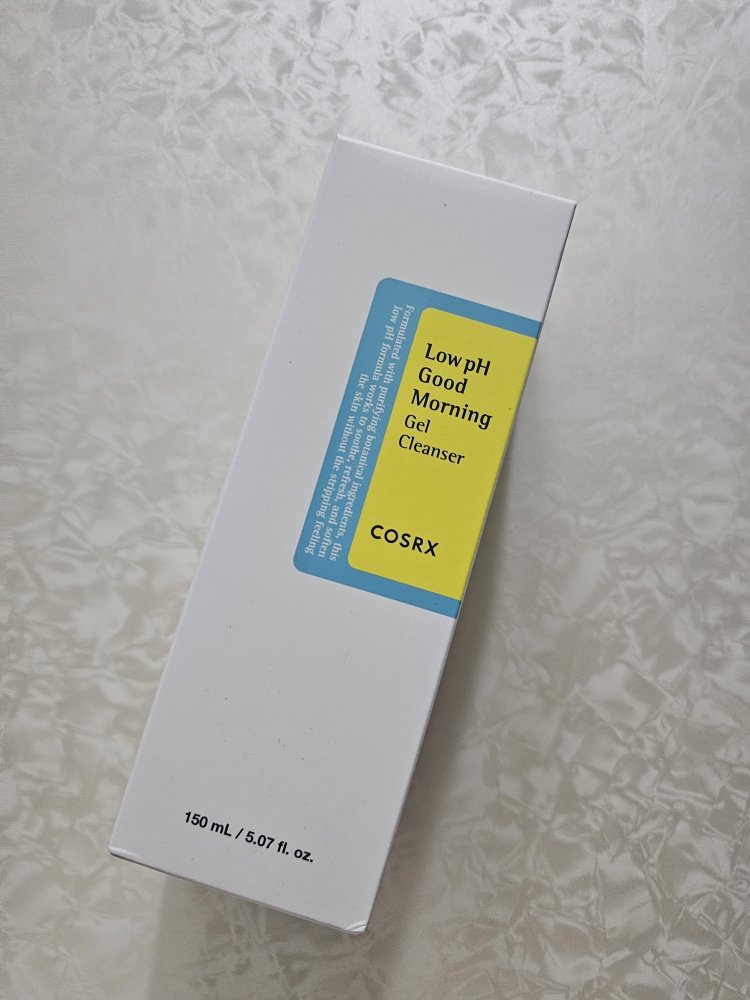 Formulated with purifying botanical ingredients, this
low pH formula works to soothe, refresh, and soften
the skin without the stripping feeling
Low pH
Good
Morning
Gel
Cleanser
COSRX
150 mL / 5.07 fl. oz.